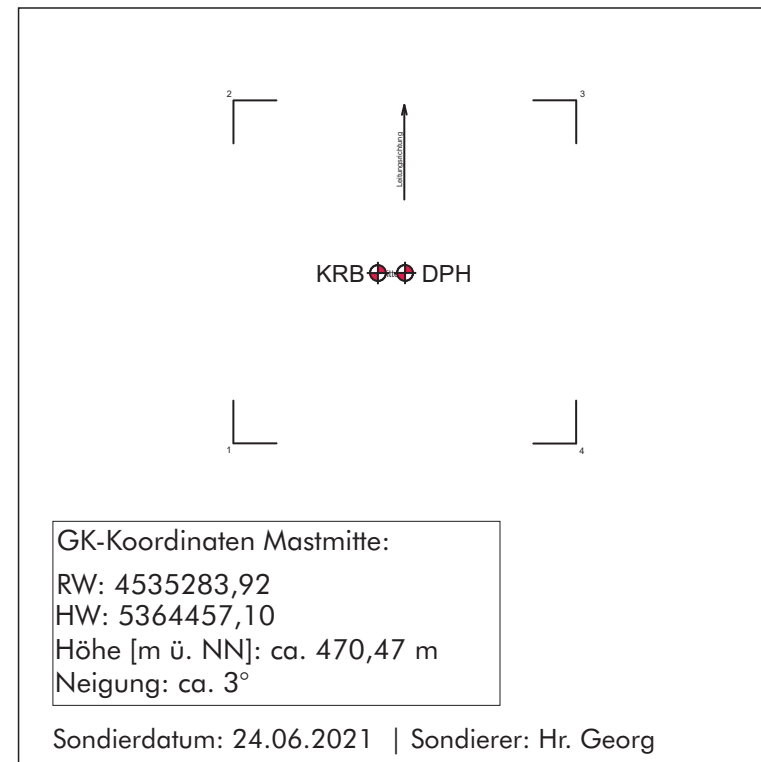 2 3
Leitungsrichtung
KRB DPH
1 4
GK-Koordinaten Mastmitte:
RW: 4535283,92
HW: 5364457,10
Höhe [m ü. NN]: ca. 470,47 m
Neigung: ca. 3°
Sondierdatum: 24.06.2021 | Sondierer: Hr. Georg